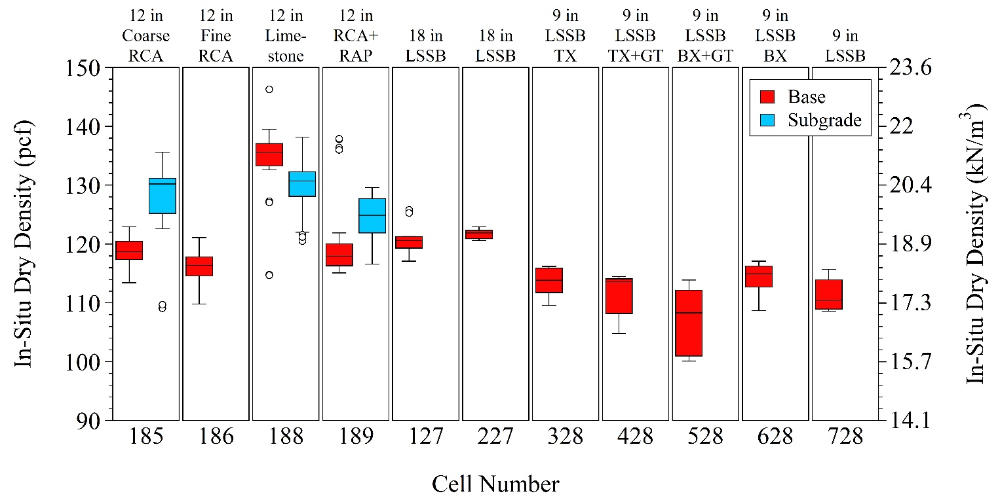 12 in
Coarse
RCA
12 in
Fine
RCA
12 in
Lime-
stone
12 in
RCA+
RAP
18 in
LSSB
18 in
LSSB
9 in
LSSB
TX
9 in
LSSB
TX+GT
9 in
LSSB
BX+GT
9 in
LSSB
BX
9 in
LSSB
In-Situ Dry Density (pcf)
150
140
130
120
110
100
90
Base
Subgrade
23.6
22
20.4
18.9
17.3
15.7
14.1
In-Situ Dry Density (kN/m³)
185 186 188 189 127 227 328 428 528 628 728
Cell Number